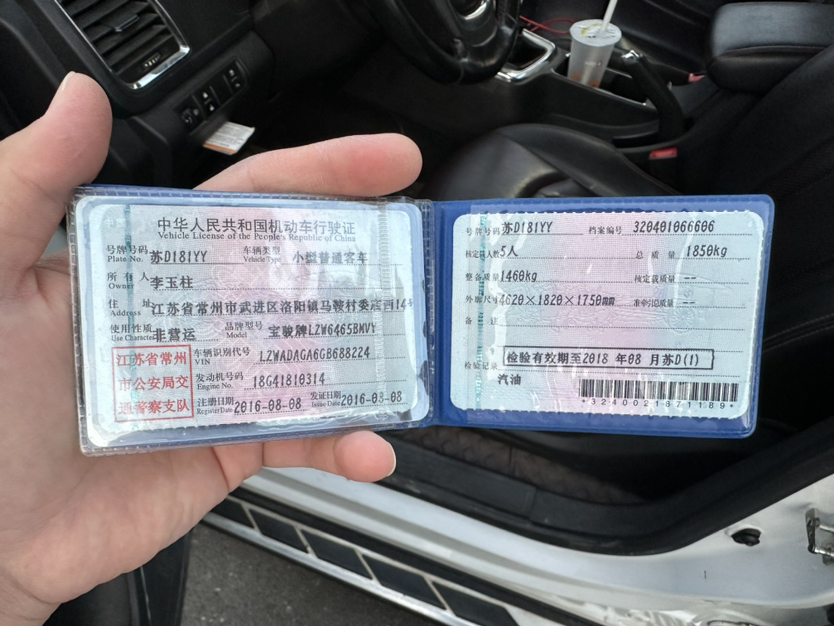 中华人民共和国机动车行驶证
Vehicle License of the People's Republic of China
号牌号码 苏D181YY 车辆类型 小型普通客车
Plate No. Vehicle Type
所有人 李玉柱
Owner
住址 江苏省常州市武进区洛阳镇马鞍村委店西14
Address
使用性质 非营运 品牌型号 宝骏牌LZW6465BMVY
Use Character Model
江苏省常州
市公安局交
通警察支队
车辆识别代号 LZWADAGA6GB688224
VIN
发动机号码 18G41810314
Engine No.
注册日期 2016-08-08 发证日期 2016-08-08
Register Date Issue Date
号牌号码 苏D181YY 档案编号 320401066606
核定载人数 5人 总质量 1850kg
整备质量 1460kg 核定载质量 --
外廓尺寸 4620×1820×1750mm 准牵引总质量 --
备注
检验记录 检验有效期至2018 年08 月苏D(1)
汽油
*3240021871189*